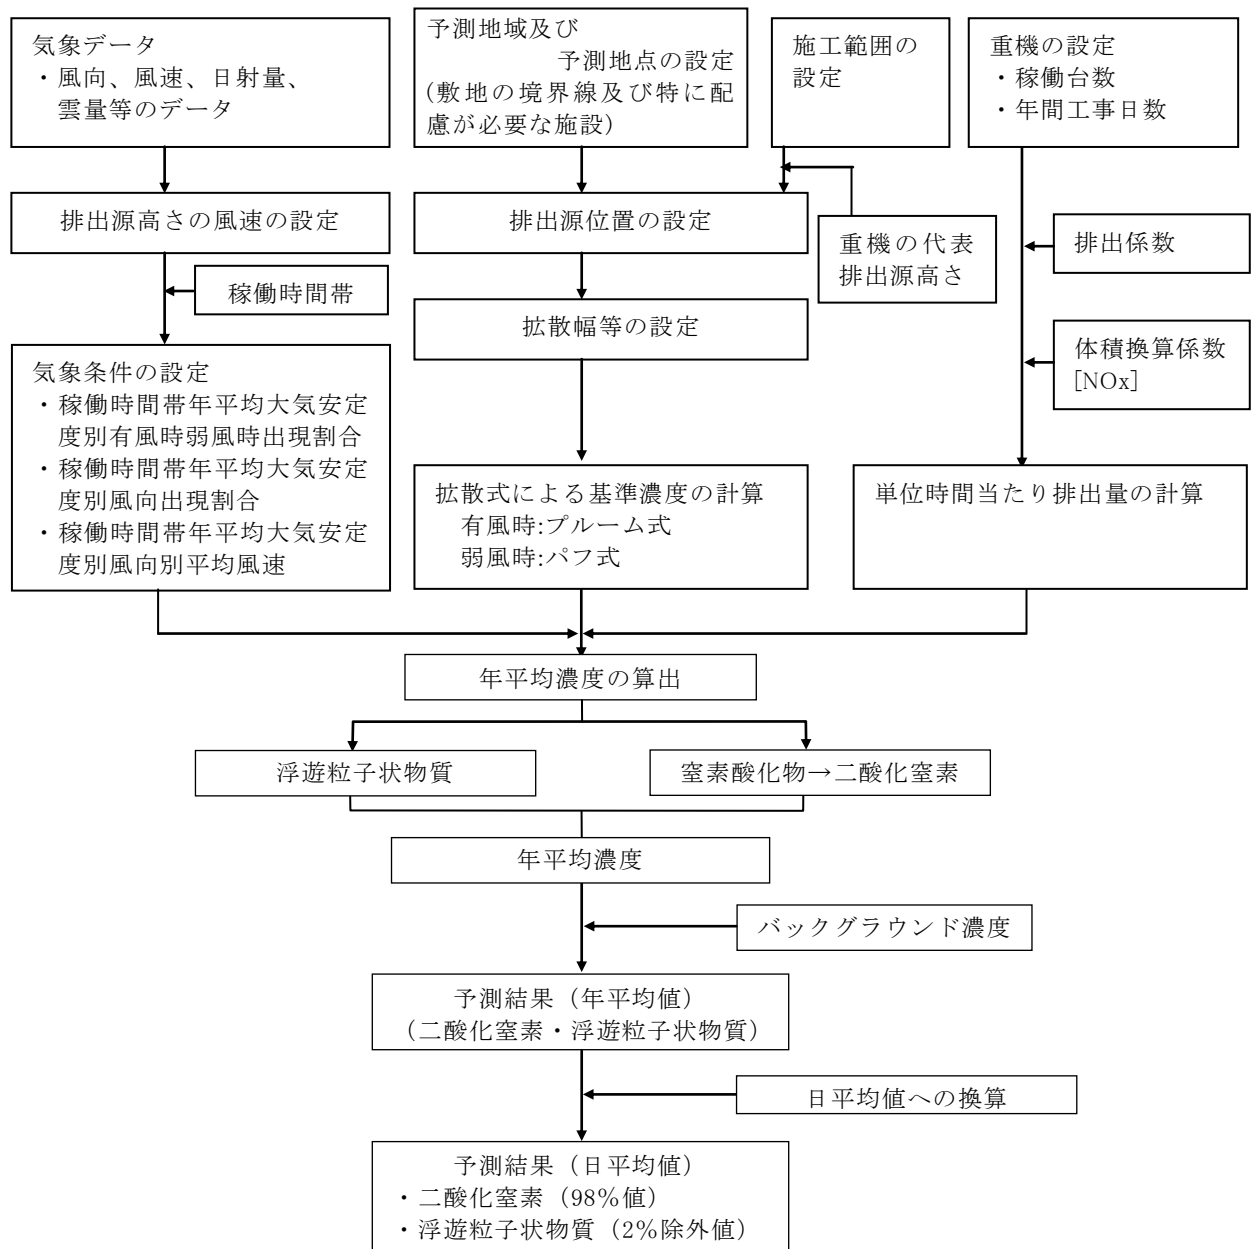 気象データ
・風向、風速、日射量、
雲量等のデータ
予測地域及び
予測地点の設定
(敷地の境界線及び特に配
慮が必要な施設)
施工範囲の
設定
重機の設定
・稼働台数
・年間工事日数
排出源高さの風速の設定
排出源位置の設定
重機の代表
排出源高さ
排出係数
稼働時間帯
拡散幅等の設定
体積換算係数
[NOx]
気象条件の設定
・稼働時間帯年平均大気安定
度別有風時弱風時出現割合
・稼働時間帯年平均大気安定
度別風向出現割合
・稼働時間帯年平均大気安定
度別風向別平均風速
拡散式による基準濃度の計算
有風時:プルーム式
弱風時:パフ式
単位時間当たり排出量の計算
年平均濃度の算出
浮遊粒子状物質
窒素酸化物→二酸化窒素
年平均濃度
バックグラウンド濃度
予測結果（年平均値）
（二酸化窒素・浮遊粒子状物質）
日平均値への換算
予測結果（日平均値）
・二酸化窒素（98％値）
・浮遊粒子状物質（2％除外値）